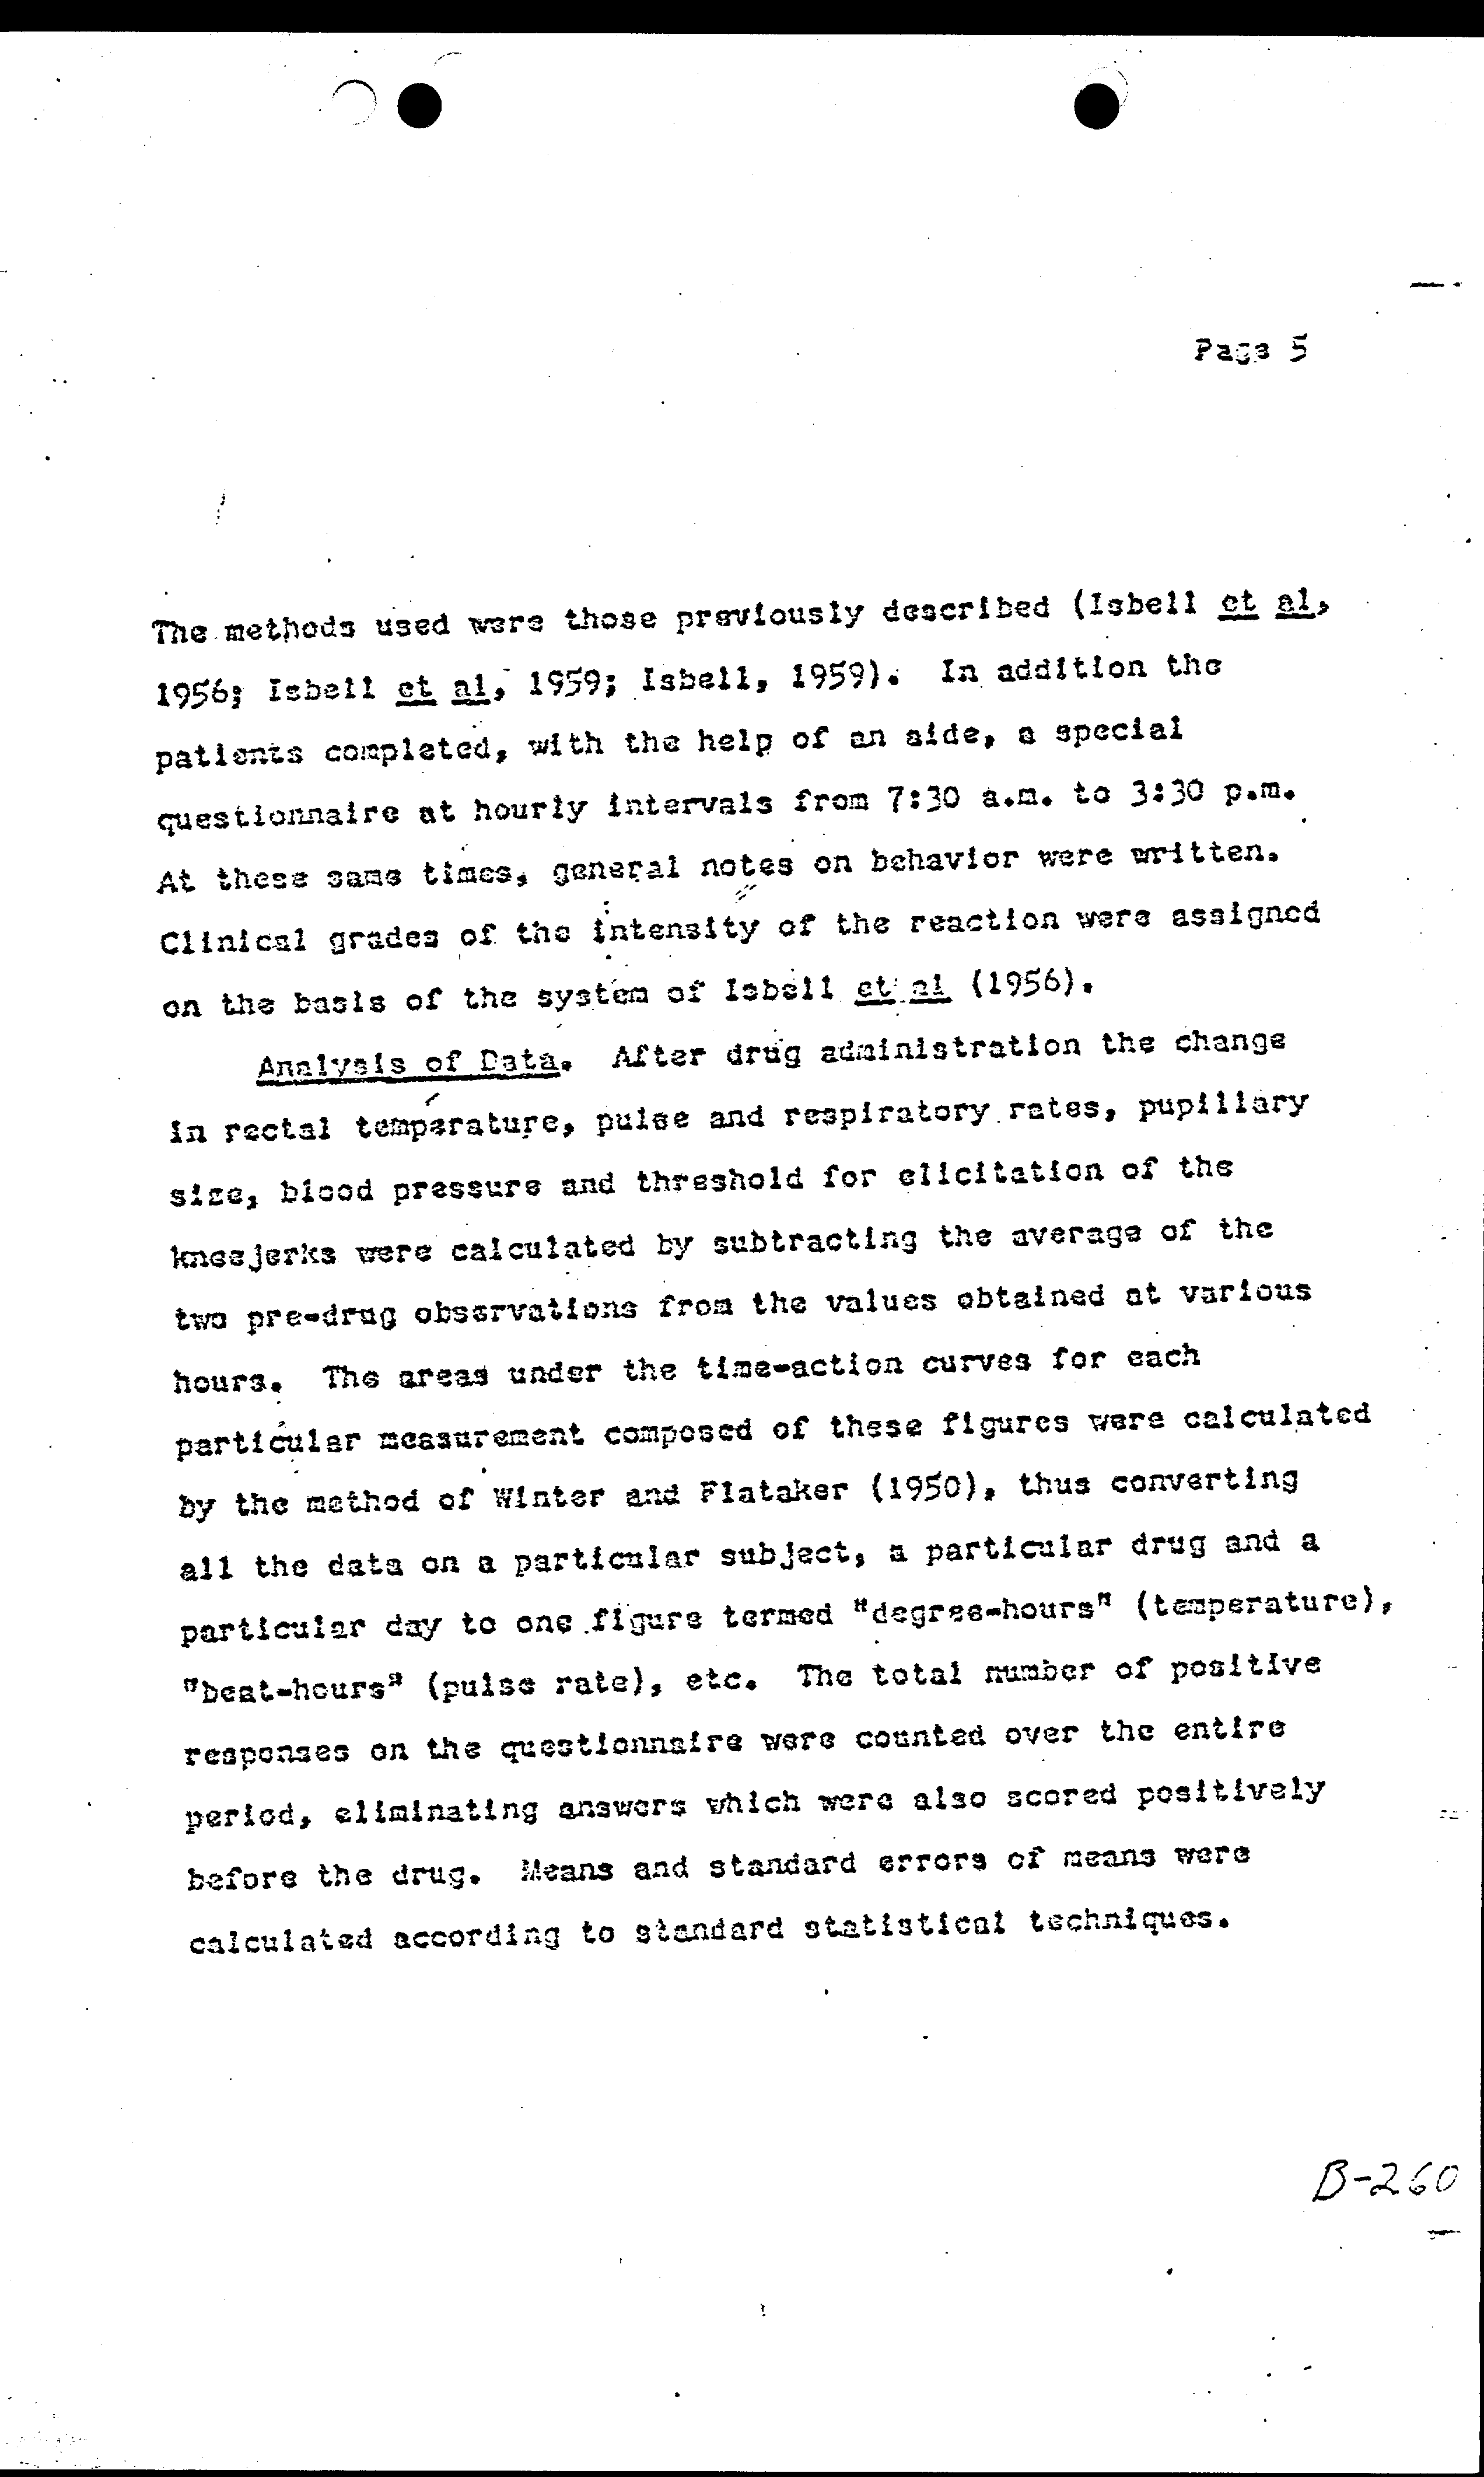 Page 5
The methods used were those previously described (Isbell et al,
1956; Isbell et al, 1959; Isbell, 1959). In addition the
patients completed, with the help of an aide, a special
questionnaire at hourly intervals from 7:30 a.m. to 3:30 p.m.
At these same times, general notes on behavior were written.
Clinical grades of the intensity of the reaction were assigned
on the basis of the system of Isbell et al (1956).
Analysis of Data. After drug administration the change
in rectal temperature, pulse and respiratory rates, pupillary
size, blood pressure and threshold for elicitation of the
kneejerks were calculated by subtracting the average of the
two pre-drug observations from the values obtained at various
hours. The areas under the time-action curves for each
particular measurement composed of these figures were calculated
by the method of Winter and Flataker (1950), thus converting
all the data on a particular subject, a particular drug and a
particular day to one figure termed "degree-hours" (temperature),
"beat-hours" (pulse rate), etc. The total number of positive
responses on the questionnaire were counted over the entire
period, eliminating answers which were also scored positively
before the drug. Means and standard errors of means were
calculated according to standard statistical techniques.
B-260